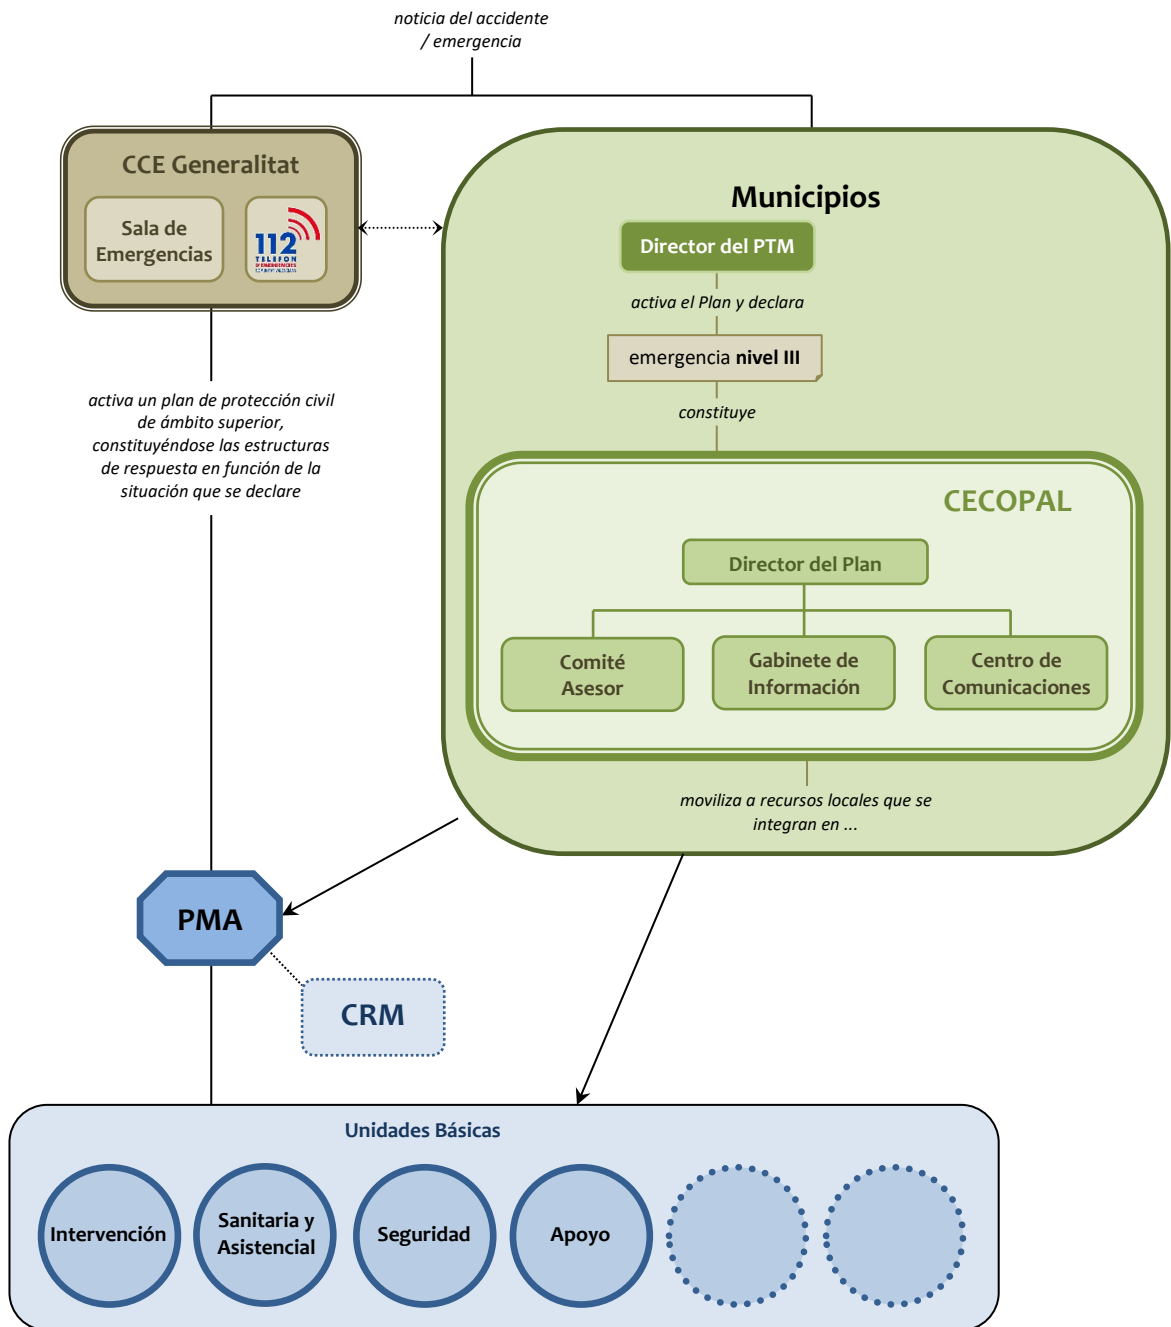 noticia del accidente
/ emergencia
CCE Generalitat
Sala de
Emergencias
112
TELÈFON
Municipios
Director del PTM
activa el Plan y declara
emergencia nivel III
constituye
activa un plan de protección civil
de ámbito superior,
constituyéndose las estructuras
de respuesta en función de la
situación que se declare
CECOPAL
Director del Plan
Comité
Asesor
Gabinete de
Información
Centro de
Comunicaciones
moviliza a recursos locales que se
integran en ...
PMA
CRM
Unidades Básicas
Intervención
Sanitaria y
Asistencial
Seguridad
Apoyo